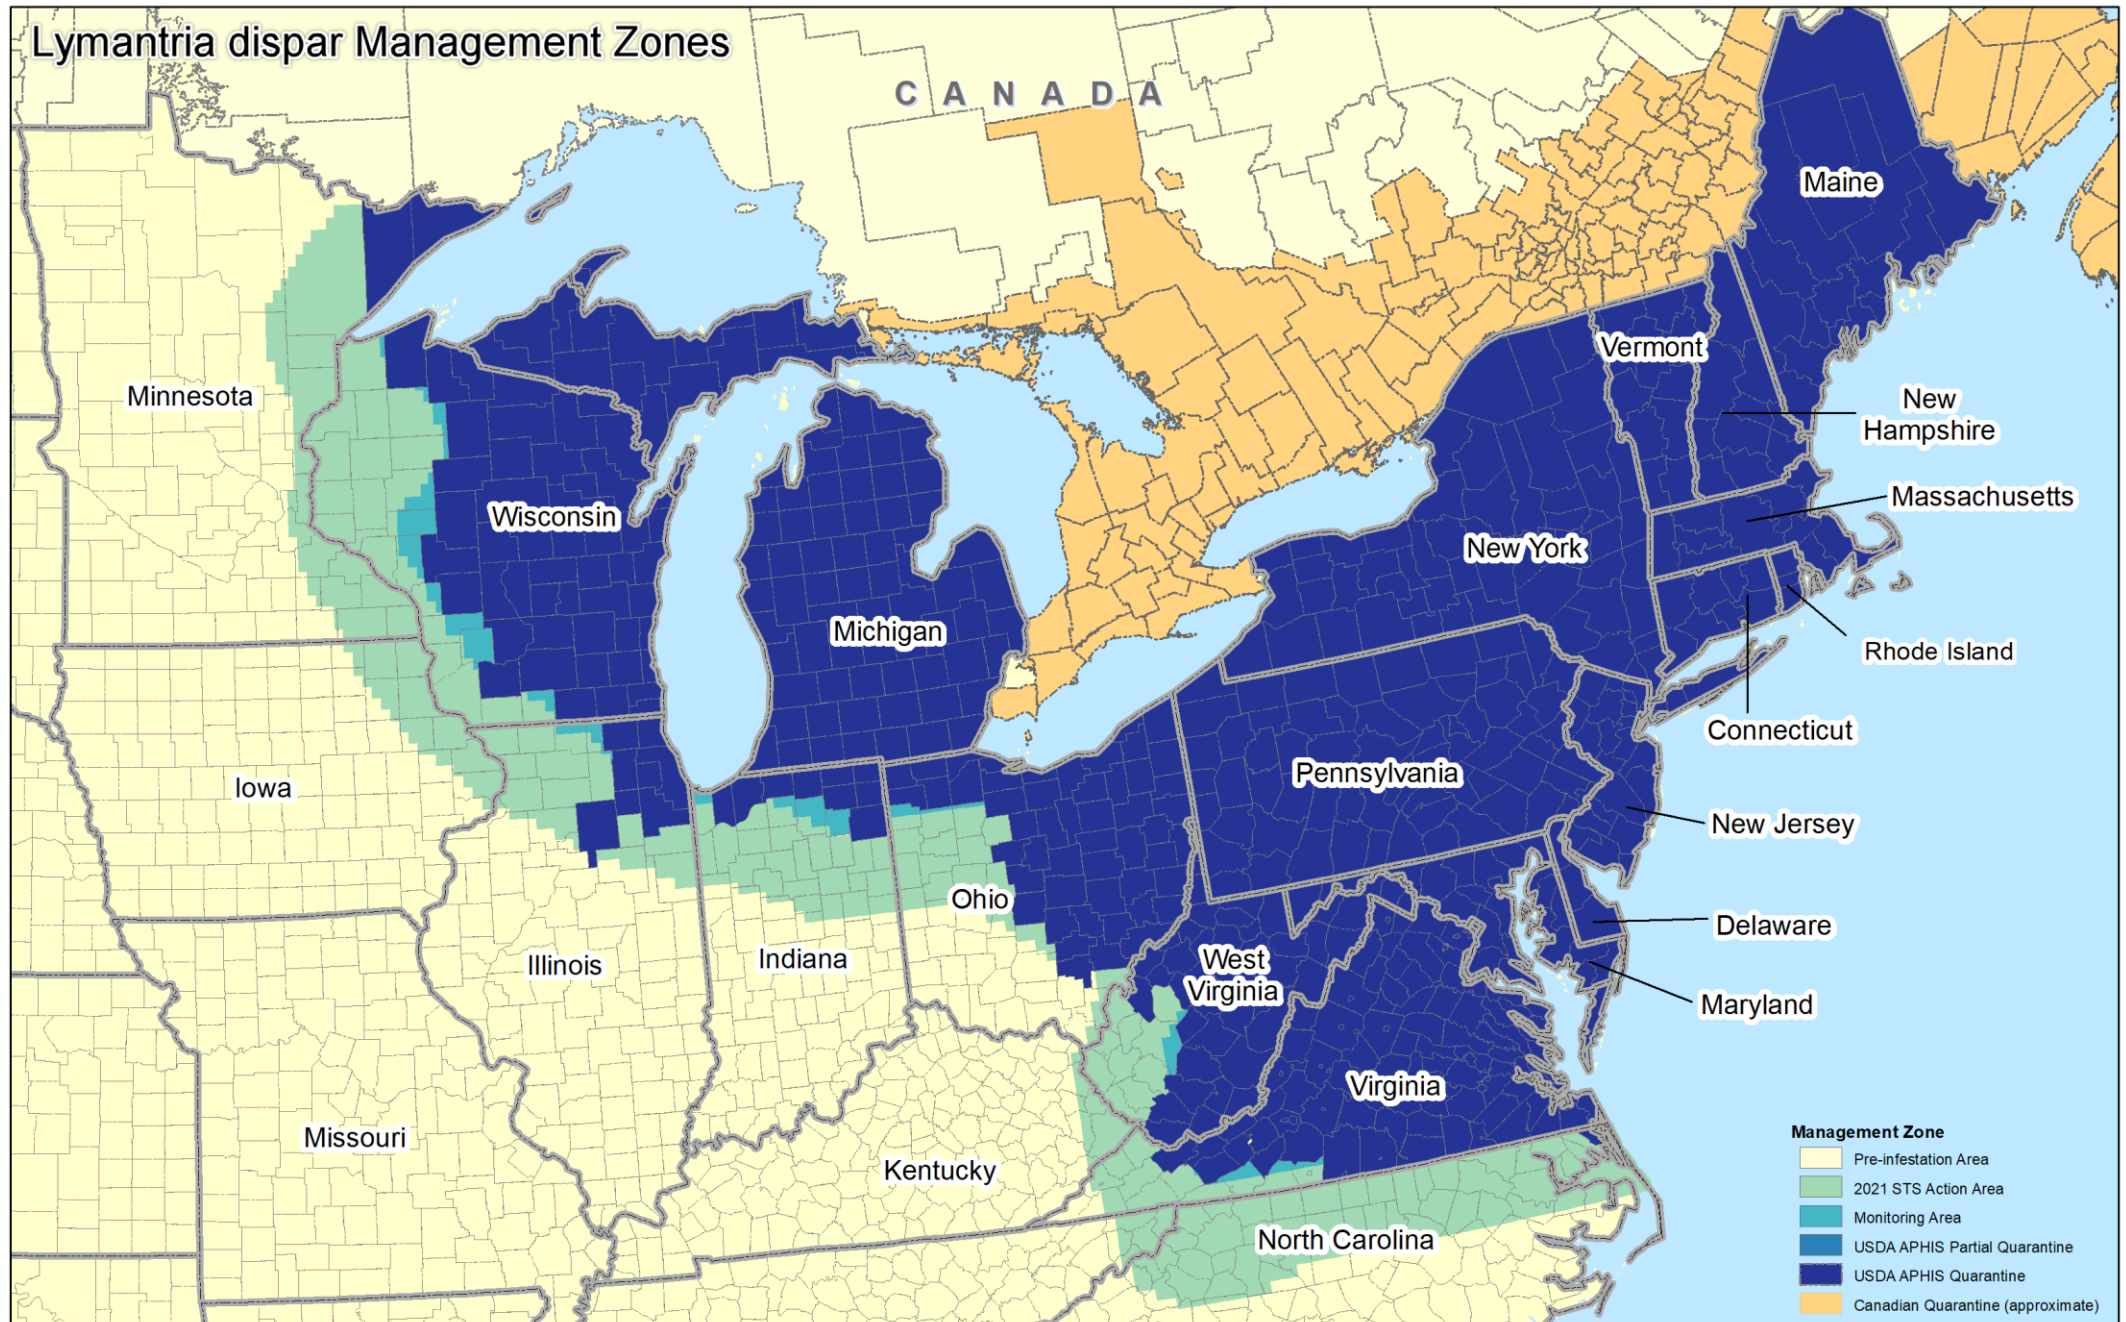 Lymantria dispar Management Zones
C A N A D A
Maine
Vermont
Minnesota
New
Hampshire
Massachusetts
Wisconsin
New York
Michigan
Rhode Island
Connecticut
Pennsylvania
Iowa
New Jersey
Ohio
Delaware
West
Virginia
Indiana
Illinois
Maryland
Virginia
Missouri
Kentucky
North Carolina
Management Zone
Pre-infestation Area
2021 STS Action Area
Monitoring Area
USDA APHIS Partial Quarantine
USDA APHIS Quarantine
Canadian Quarantine (approximate)